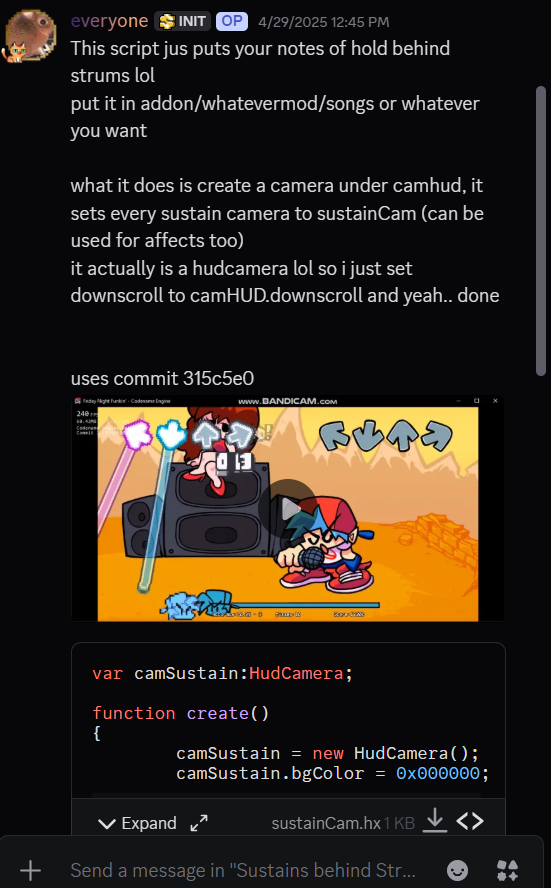 everyone INIT OP 4/29/2025 12:45 PM
This script jus puts your notes of hold behind
strums lol
put it in addon/whatevermod/songs or whatever
you want
what it does is create a camera under camhud, it
sets every sustain camera to sustainCam (can be
used for affects too)
it actually is a hudcamera lol so i just set
downscroll to camHUD.downscroll and yeah.. done
uses commit 315c5e0
Friday Night Funkin' - Codename Engine
www.BANDICAM.com
240 FPS
var camSustain:HudCamera;
function create()
{
camSustain = new HudCamera();
camSustain.bgColor = 0x000000;
Expand
sustainCam.hx 1 KB
Send a message in "Sustains behind Str...